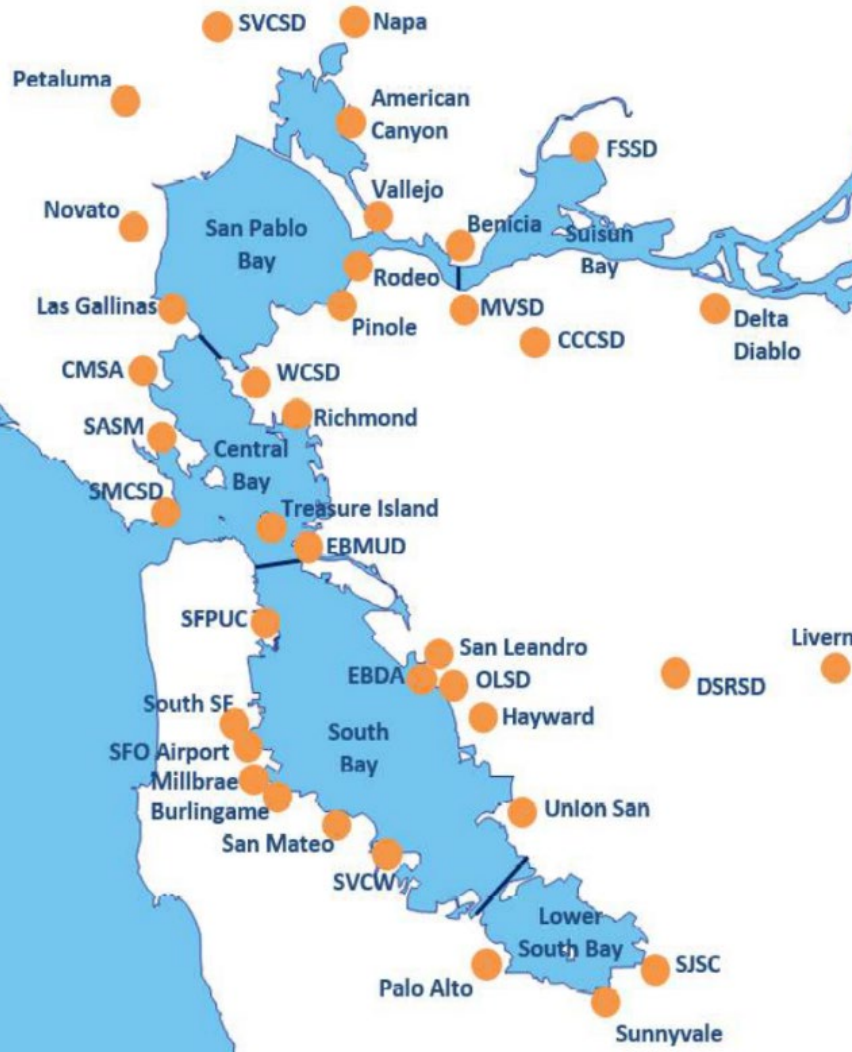 SVCSD
Napa
Petaluma
American
Canyon
FSSD
Vallejo
Novato
Benicia
San Pablo
Bay
Suisun
Bay
Rodeo
Las Gallinas
MVSD
Pinole
Delta
Diablo
CCCSD
CMSA
WCSD
Richmond
SASM
Central
Bay
SMCSD
Treasure Island
EBMUD
SFPUC
San Leandro
Liverm
EBDA
OLSD
DSRSD
South SF
Hayward
South
Bay
SFO Airport
Millbrae
Burlingame
Union San
San Mateo
SVCW
Lower
South Bay
Palo Alto
SJSC
Sunnyvale